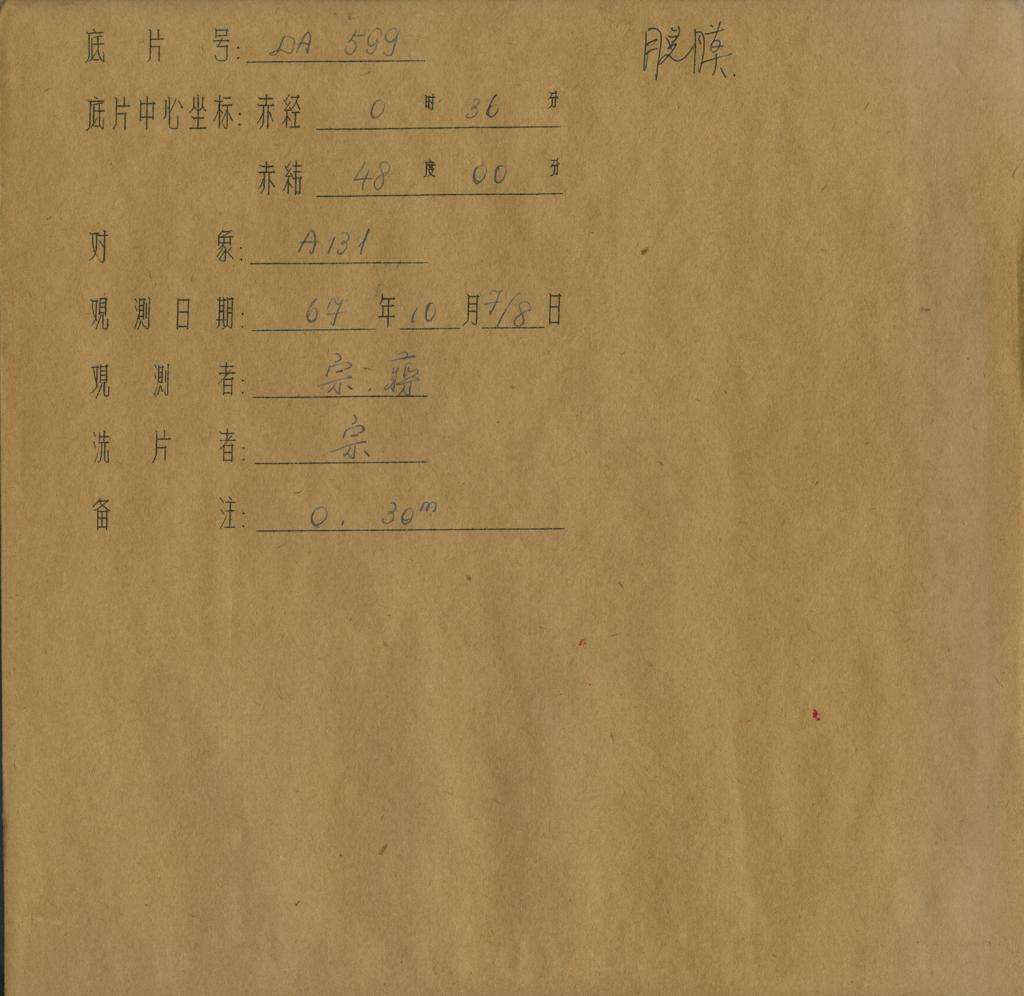 底片号: DA 599
脱膜.
底片中心坐标: 赤经 0 时 36 分
赤纬 48 度 00 分
对象: A131
观测日期: 67 年 10 月 7/8 日
观测者: 宗. 蒋
洗片者: 宗
备注: 0. 30m